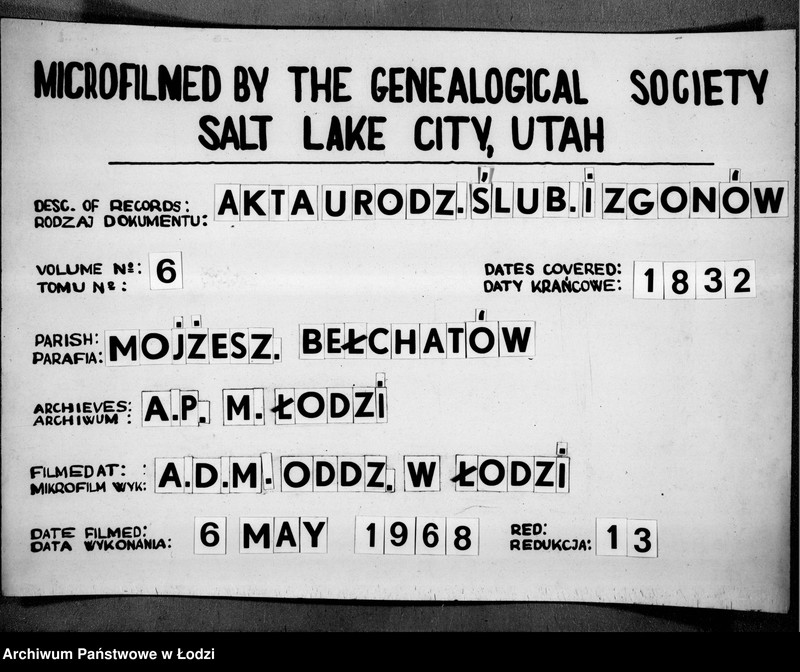 MICROFILMED BY THE GENEALOGICAL SOCIETY
SALT LAKE CITY, UTAH
DESC. OF RECORDS: AKTA URODZ. ŚLUB. i ZGONÓW
RODZAJ DOKUMENTU:
VOLUME Nº: 6 DATES COVERED: 1832
TOMU Nº: DATY KRAŃCOWE:
PARISH: MOJŻESZ. BEŁCHATÓW
PARAFIA:
ARCHIEVES: A.P. M. ŁODZi
ARCHIWUM:
FILMED AT: A.D.M. ODDZ. W ŁODZi
MIKROFILM WYK:
DATE FILMED: 6 MAY 1968 RED: 13
DATA WYKONANIA: REDUKCJA:
Archiwum Państwowe w Łodzi